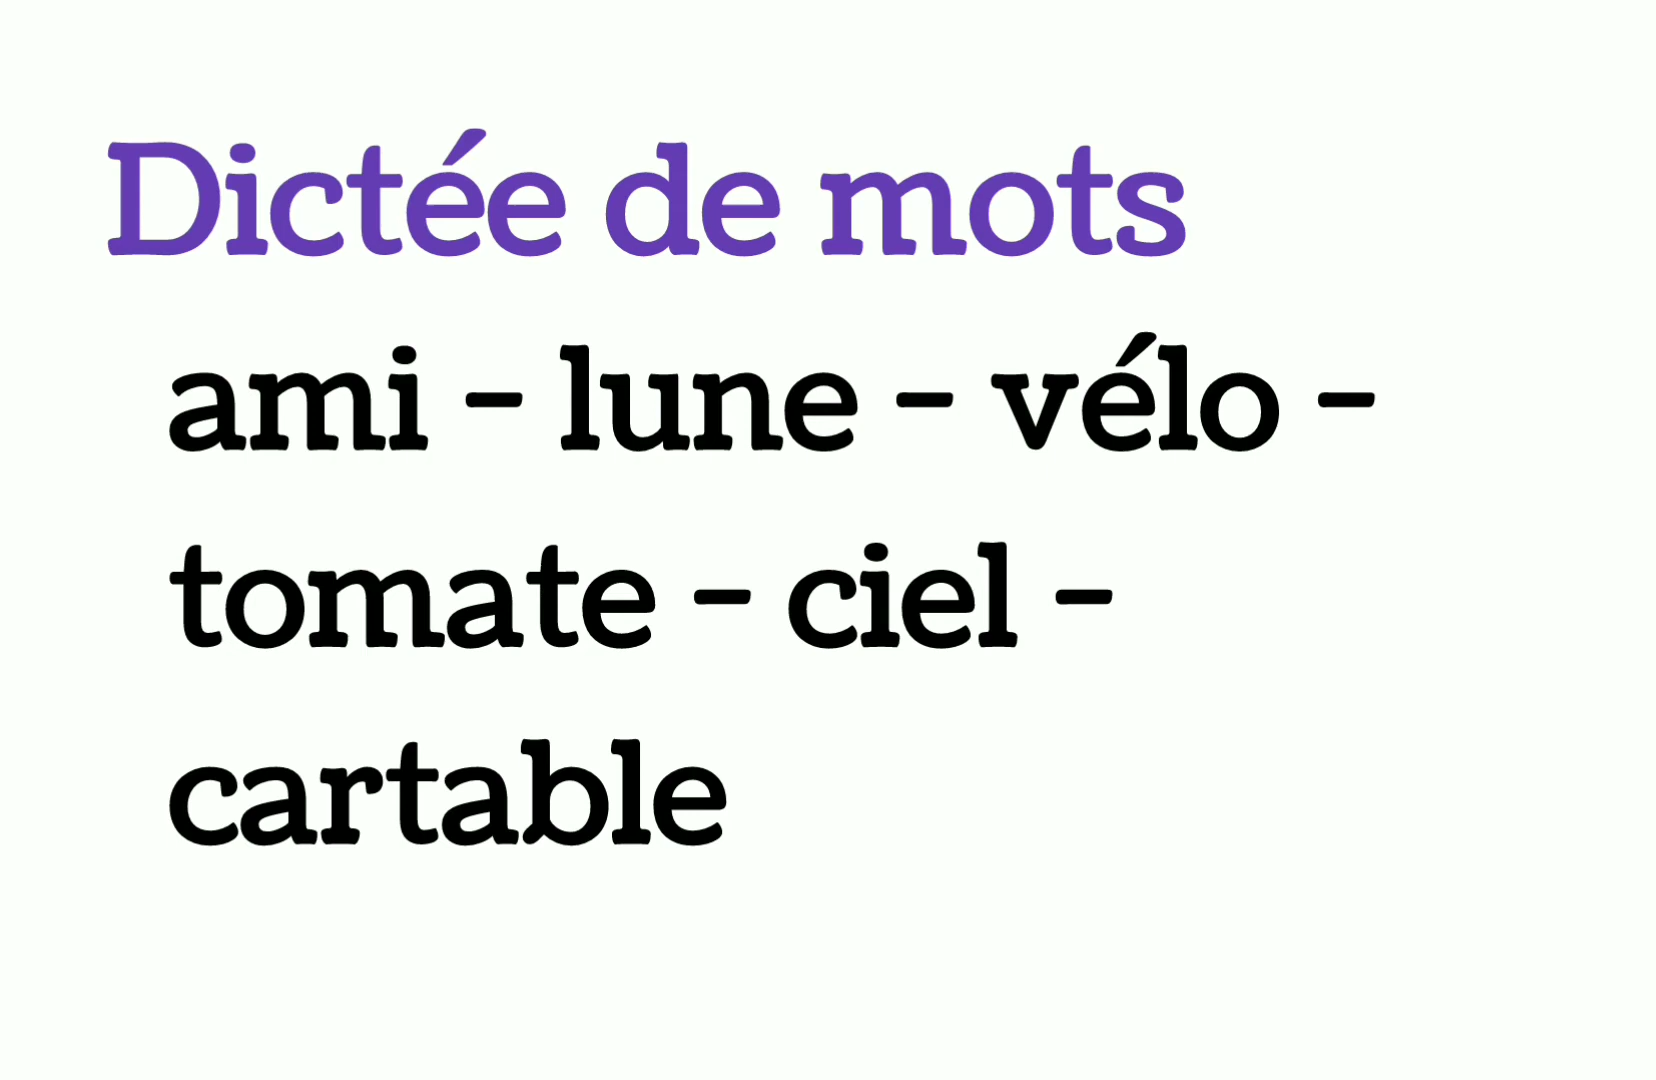 Dictée de mots
ami - lune - vélo -
tomate - ciel -
cartable